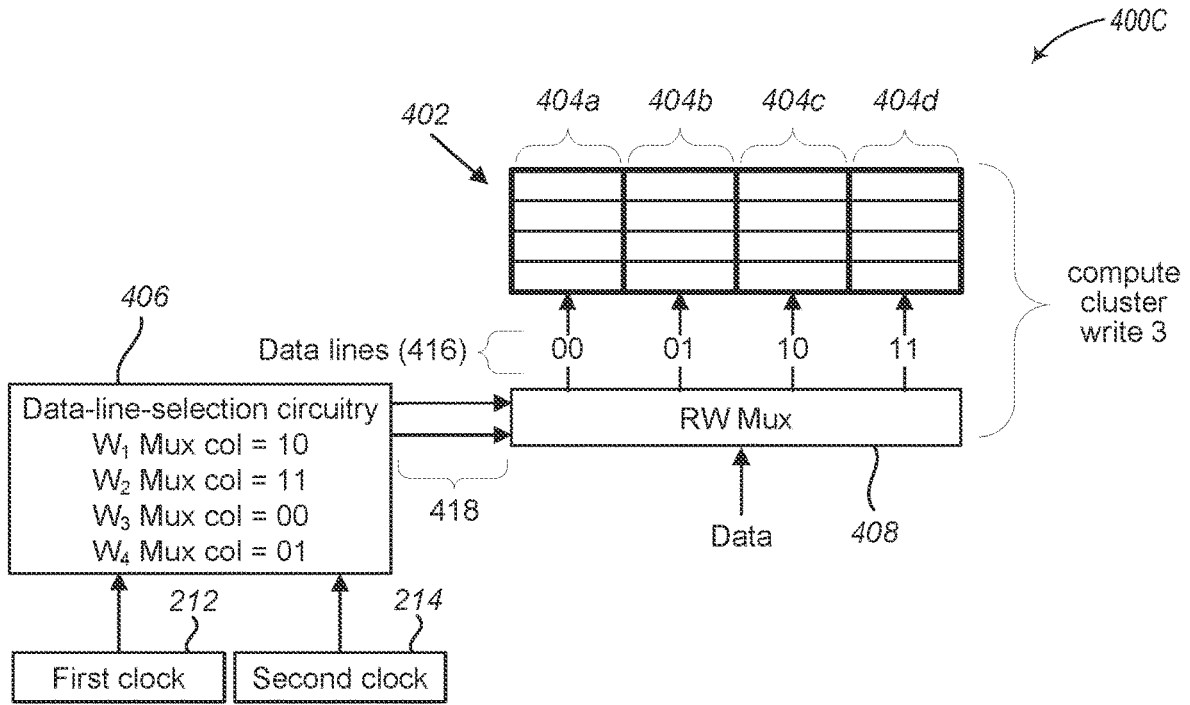 400C
404a 404b 404c 404d
402
compute
cluster
write 3
406
Data lines (416)
00 01 10 11
Data-line-selection circuitry
W₁ Mux col = 10
W₂ Mux col = 11
W₃ Mux col = 00
W₄ Mux col = 01
RW Mux
418
Data
408
212
214
First clock
Second clock